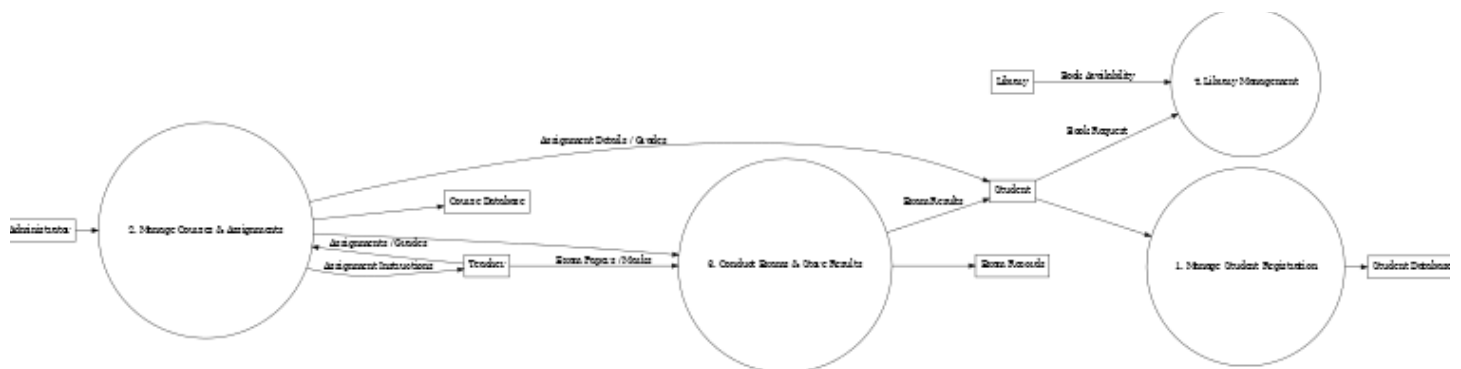 Library
Book Availability
4. Library Management
Book Request
Assignment Details / Grades
Student
Course Database
Exam Results
Administrator
2. Manage Courses & Assignments
Assignments / Grades
Assignment Instructions
Teacher
Exam Papers / Marks
3. Conduct Exams & Store Results
Exam Records
1. Manage Student Registration
Student Database